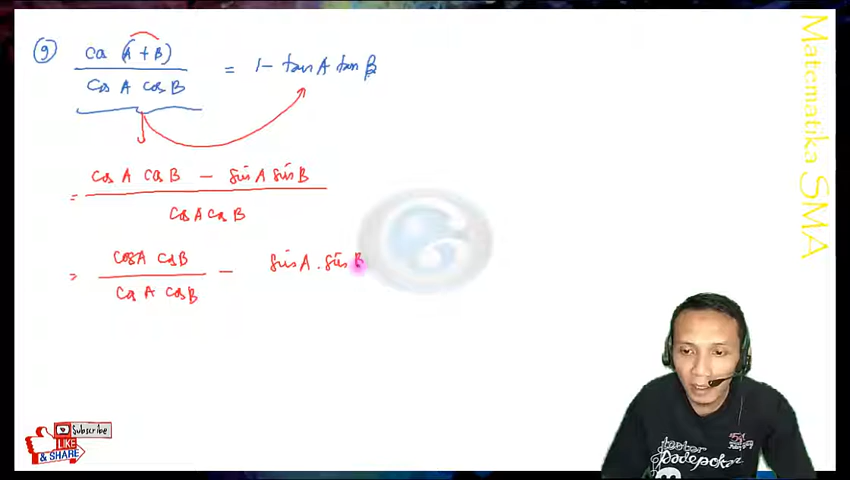 9 cos (A + B) / cos A cos B = 1 - tan A tan B
= cos A cos B - sin A sin B / cos A cos B
= cos A cos B / cos A cos B - sin A . sin B
Matematika SMA
Subscribe
LIKE
& SHARE